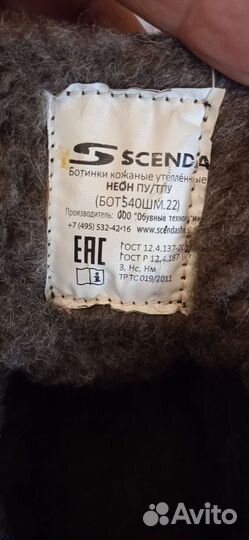 SCENDA
Ботинки кожаные утеплённые
НЕОН ПУ/ТПУ
(БОТ540ШМ.22)
Производитель: ООО "Обувные технологии
+7 (495) 532-42-16 www.scendash
ЕАС
ГОСТ 12.4.137-20
ГОСТ Р 12.4.187-9
З, Нс, Нм
ТР ТС 019/2011
Avito